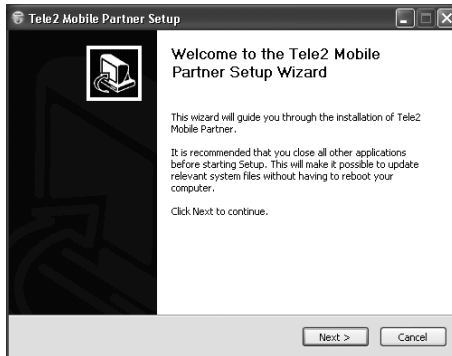 Tele2 Mobile Partner Setup
Welcome to the Tele2 Mobile
Partner Setup Wizard
This wizard will guide you through the installation of Tele2
Mobile Partner.
It is recommended that you close all other applications
before starting Setup. This will make it possible to update
relevant system files without having to reboot your
computer.
Click Next to continue.
Next >
Cancel